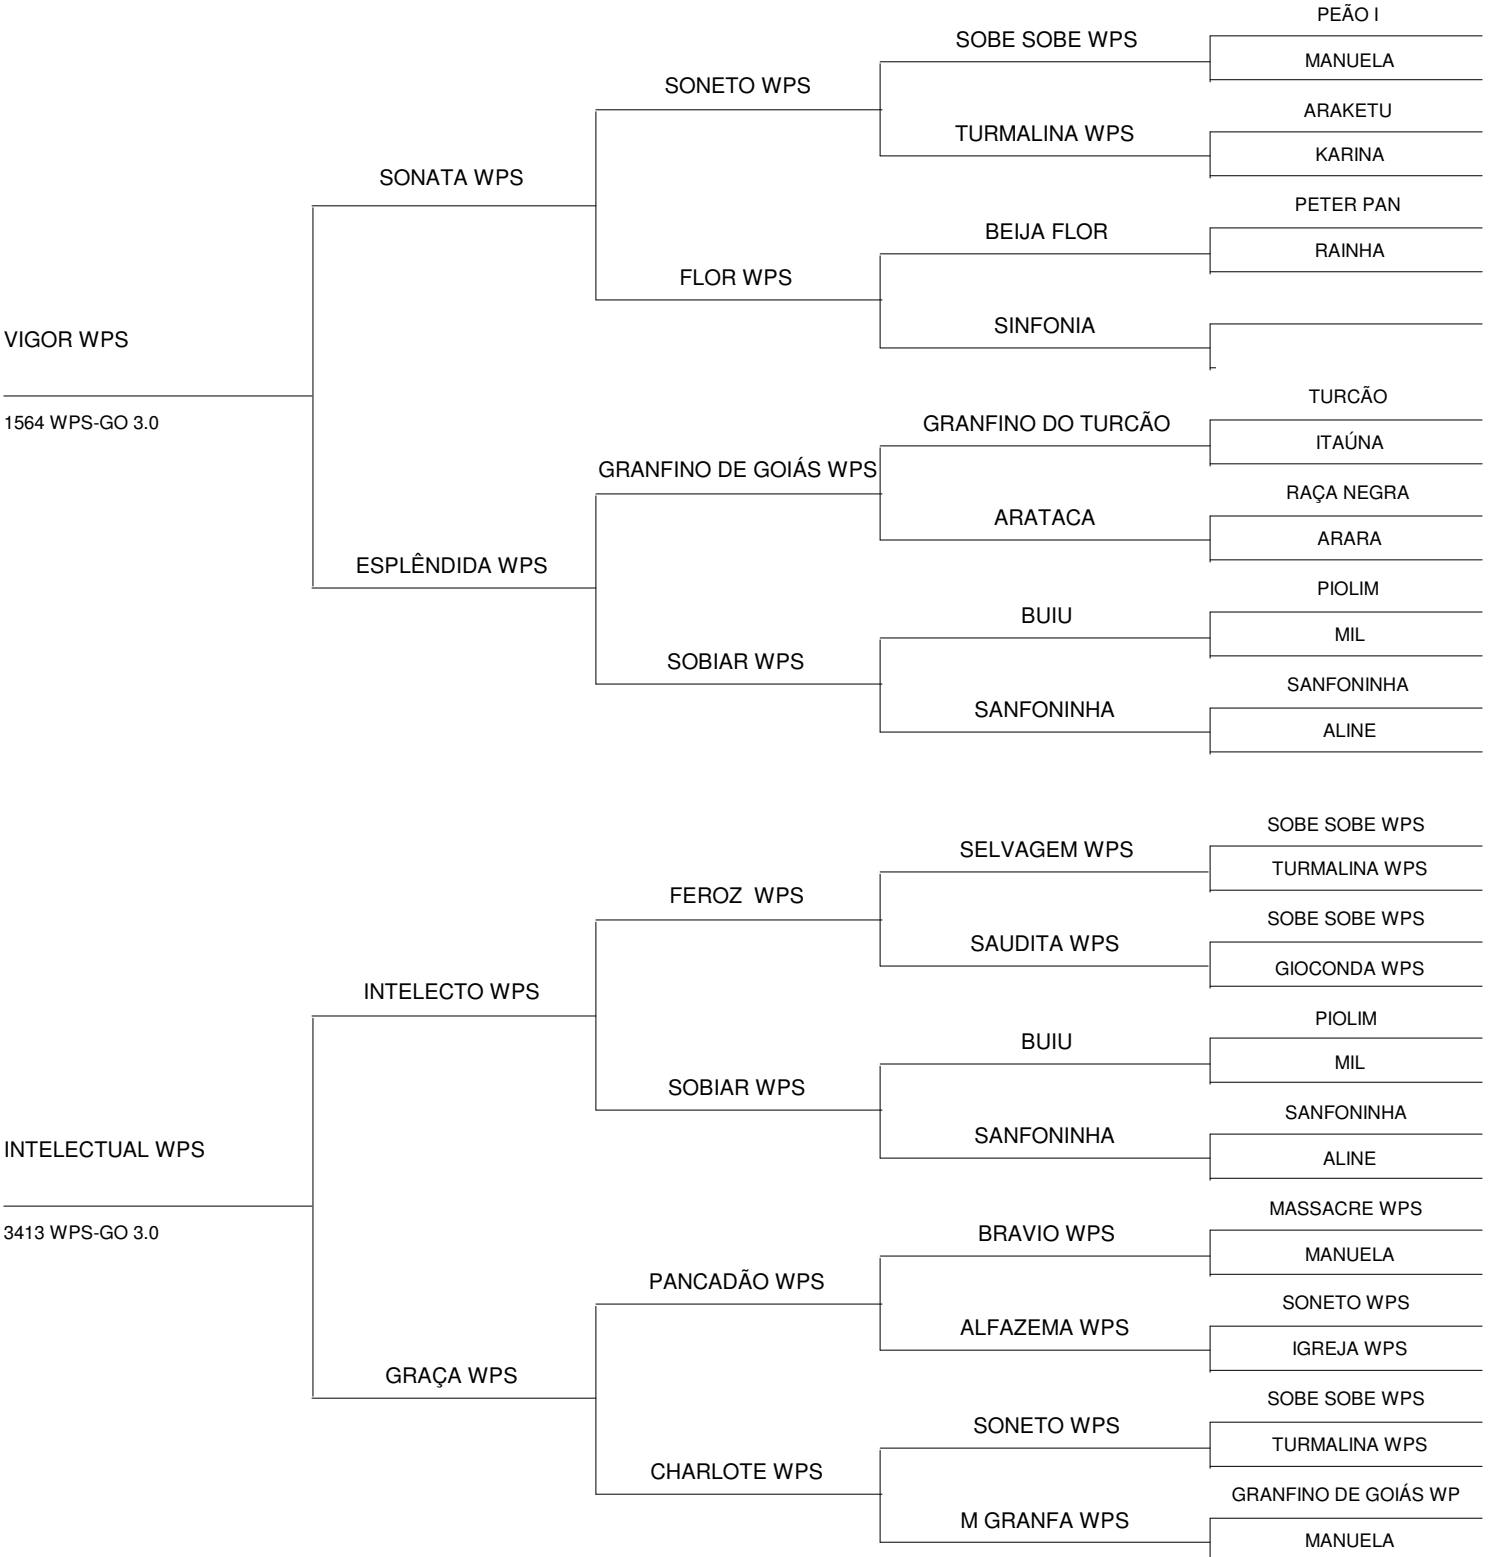 PEÃO I
SOBE SOBE WPS
MANUELA
SONETO WPS
ARAKETU
TURMALINA WPS
KARINA
SONATA WPS
PETER PAN
BEIJA FLOR
RAINHA
FLOR WPS
SINFONIA
VIGOR WPS
1564 WPS-GO 3.0
TURCÃO
GRANFINO DO TURCÃO
ITAÚNA
GRANFINO DE GOIÁS WPS
RAÇA NEGRA
ARATACA
ARARA
ESPLÊNDIDA WPS
PIOLIM
BUIU
MIL
SOBIAR WPS
SANFONINHA
SANFONINHA
ALINE
SOBE SOBE WPS
SELVAGEM WPS
TURMALINA WPS
FEROZ  WPS
SOBE SOBE WPS
SAUDITA WPS
GIOCONDA WPS
INTELECTO WPS
PIOLIM
BUIU
MIL
SOBIAR WPS
SANFONINHA
SANFONINHA
ALINE
INTELECTUAL WPS
3413 WPS-GO 3.0
MASSACRE WPS
BRAVIO WPS
MANUELA
PANCADÃO WPS
SONETO WPS
ALFAZEMA WPS
IGREJA WPS
GRAÇA WPS
SOBE SOBE WPS
SONETO WPS
TURMALINA WPS
CHARLOTE WPS
GRANFINO DE GOIÁS WP
M GRANFA WPS
MANUELA